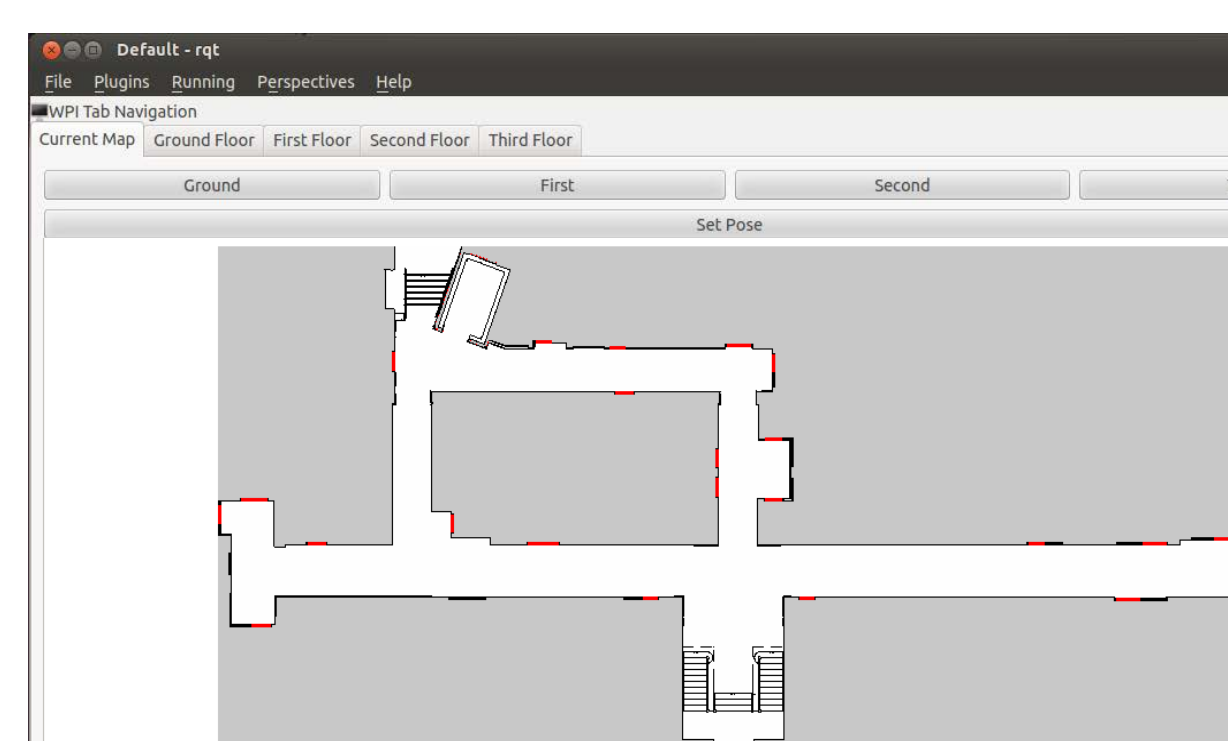 Default - rqt
File Plugins Running Perspectives Help
WPI Tab Navigation
Current Map Ground Floor First Floor Second Floor Third Floor
Ground First Second
Set Pose